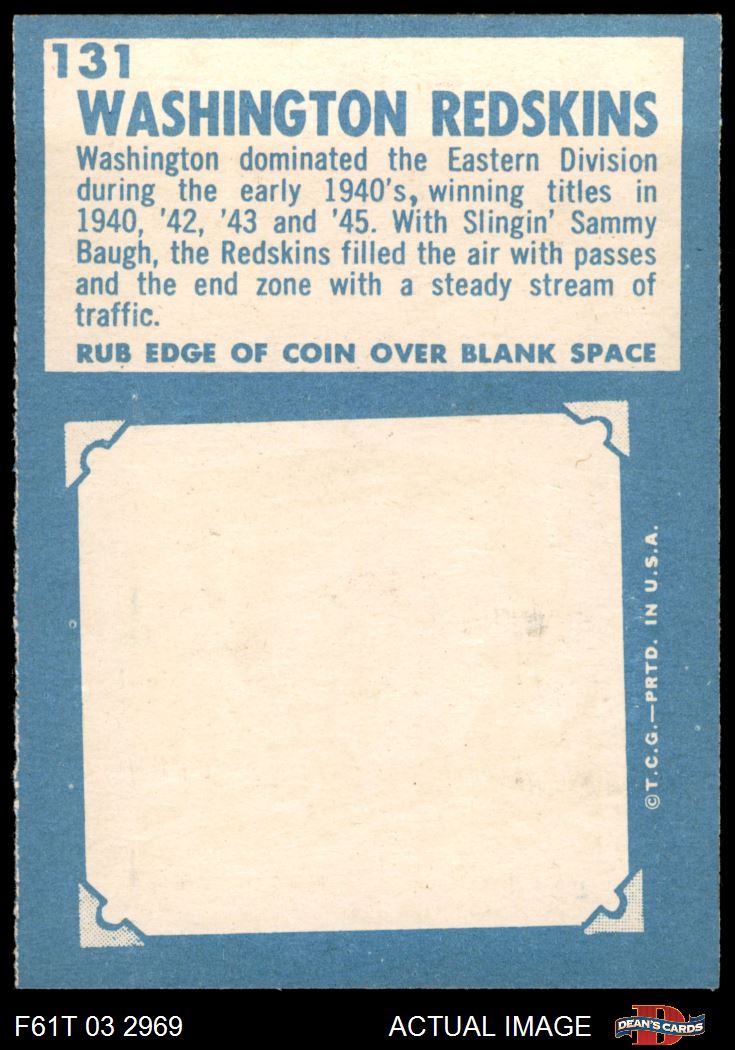 131
WASHINGTON REDSKINS
Washington dominated the Eastern Division
during the early 1940's, winning titles in
1940, '42, '43 and '45. With Slingin' Sammy
Baugh, the Redskins filled the air with passes
and the end zone with a steady stream of
traffic.
RUB EDGE OF COIN OVER BLANK SPACE
©T.C.G.—PRTD. IN U.S.A.
F61T 03 2969
ACTUAL IMAGE
D
DEAN'S CARDS